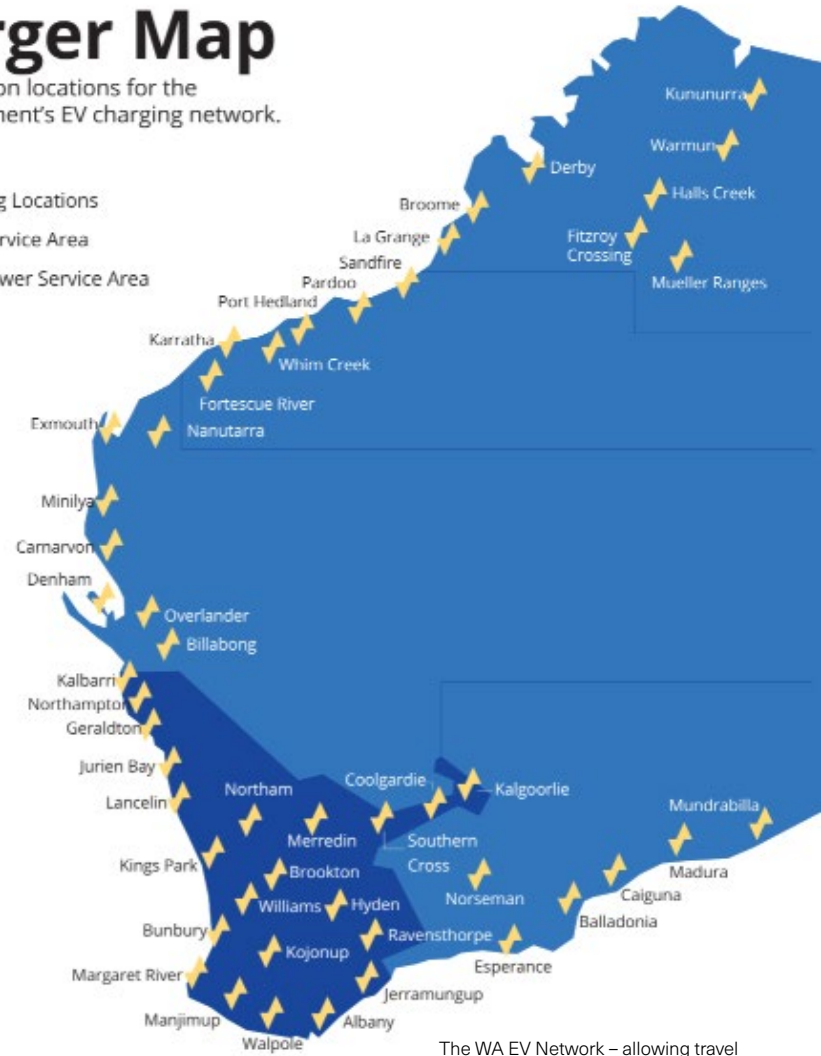 rger Map
on locations for the
ment's EV charging network.
g Locations
rvice Area
wer Service Area
Kununurra
Warmun
Derby
Halls Creek
Broome
La Grange
Fitzroy
Crossing
Sandfire
Mueller Ranges
Pardoo
Port Hedland
Karratha
Whim Creek
Fortescue River
Exmouth
Nanutarra
Minilya
Carnarvon
Denham
Overlander
Billabong
Kalbarri
Northampton
Geraldton
Jurien Bay
Coolgardie
Northam
Kalgoorlie
Lancelin
Mundrabilla
Merredin
Southern
Cross
Kings Park
Brookton
Madura
Norseman
Caiguna
Williams
Hyden
Balladonia
Bunbury
Ravensthorpe
Kojonup
Esperance
Margaret River
Jerramungup
Manjimup
Albany
Walpole
The WA EV Network – allowing travel